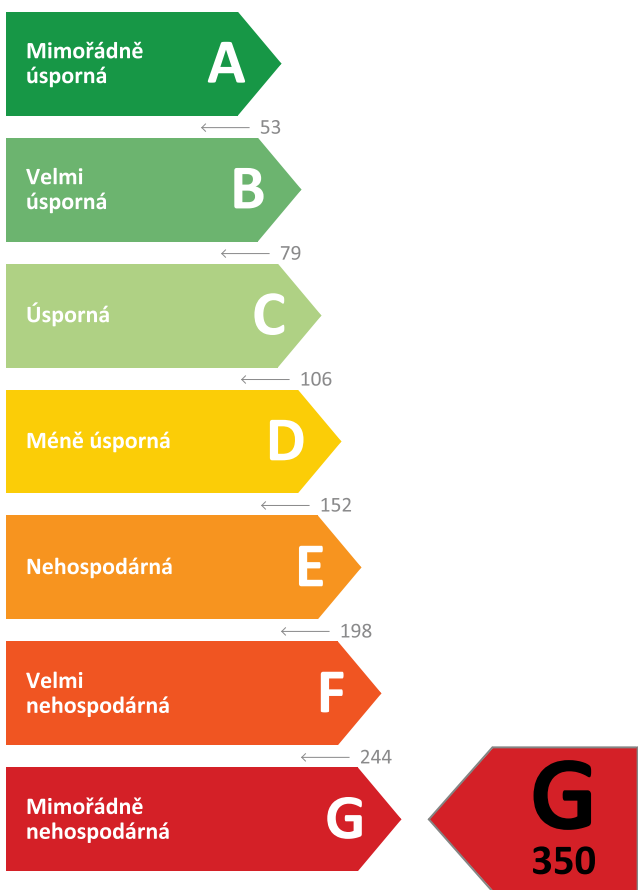 Mimořádně
úsporná
A
53
Velmi
úsporná
B
79
Úsporná
C
106
Méně úsporná
D
152
Nehospodárná
E
198
Velmi
nehospodárná
F
244
Mimořádně
nehospodárná
G
G
350